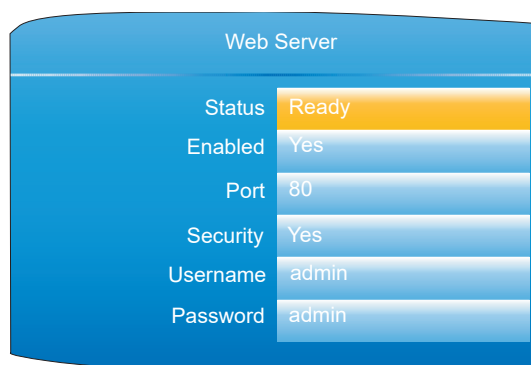 Web Server
Status Ready
Enabled Yes
Port 80
Security Yes
Username admin
Password admin